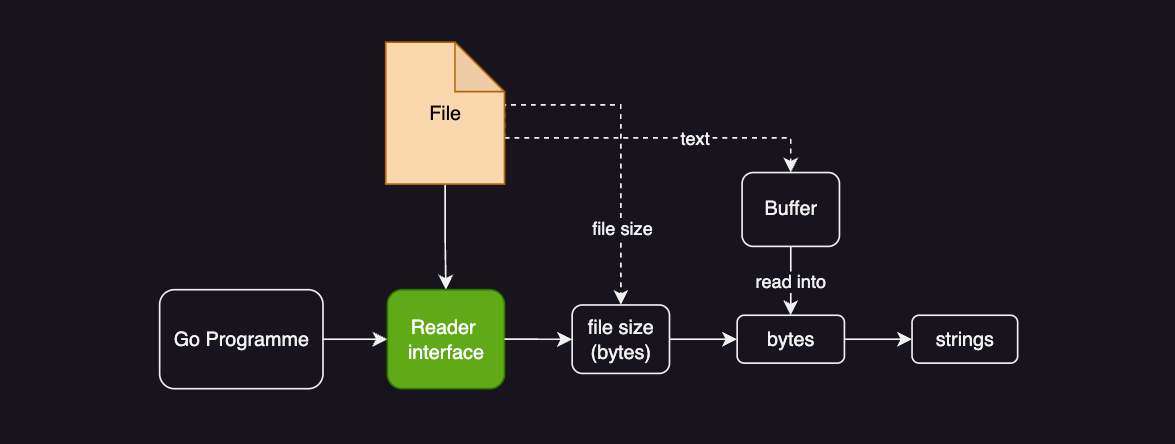 File
text
Buffer
file size
read into
Go Programme
Reader
interface
file size
(bytes)
bytes
strings